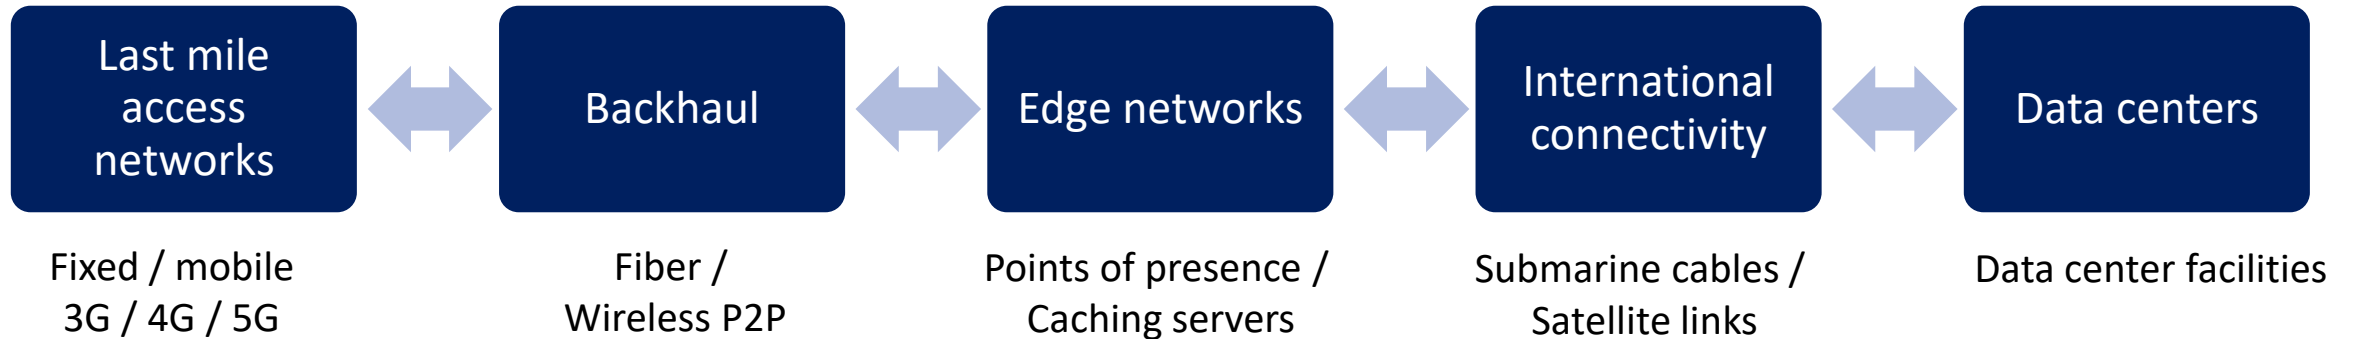 Last mile
access
networks
Backhaul
Edge networks
International
connectivity
Data centers
Fixed / mobile
3G / 4G / 5G
Fiber /
Wireless P2P
Points of presence /
Caching servers
Submarine cables /
Satellite links
Data center facilities